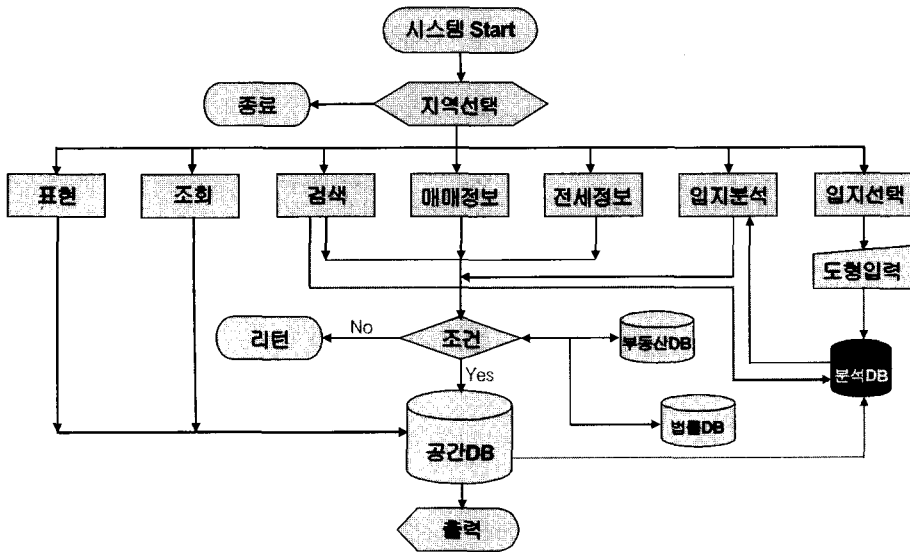 시스템 Start
종료
지역선택
표현
조회
검색
매매정보
전세정보
입지분석
입지선택
도형입력
리턴
No
조건
부동산DB
분석DB
Yes
법률DB
공간DB
출력